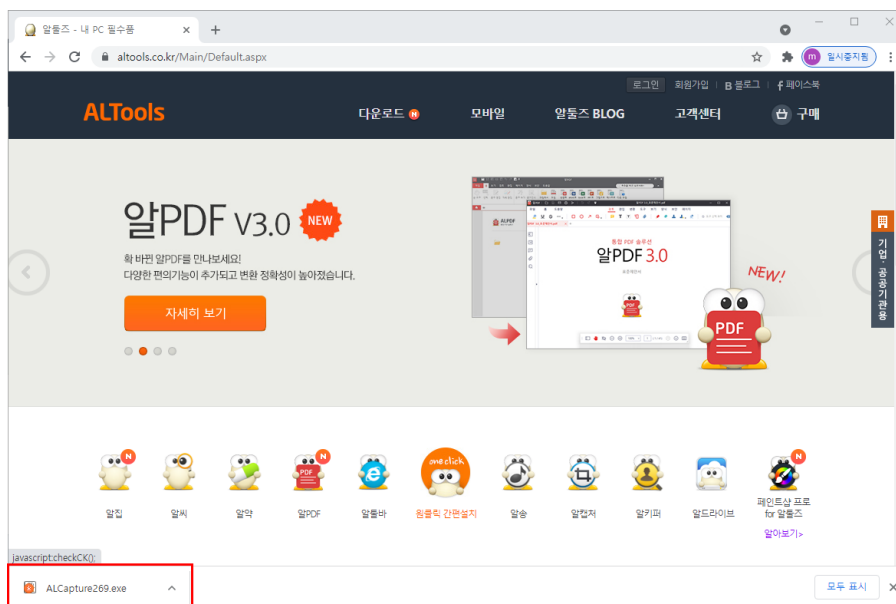 알툴즈 - 내 PC 필수품
altools.co.kr/Main/Default.aspx
m 일시중지됨
로그인 회원가입 B 블로그 f 페이스북
ALTools 다운로드 N 모바일 알툴즈 BLOG 고객센터 구매
알PDF V3.0 NEW
확 바뀐 알PDF를 만나보세요!
다양한 편의기능이 추가되고 변환 정확성이 높아졌습니다.
자세히 보기
ALPDF
통합 PDF 솔루션
알PDF 3.0
NEW!
PDF
기업·공공기관용
N
PDF N
one click
N
알집 알씨 알약 알PDF 알툴바 원클릭 간편설치 알송 알캡처 알키퍼 알드라이브 페인트샵 프로
for 알툴즈
알아보기>
javascript:checkCK();
ALCapture269.exe 모두 표시